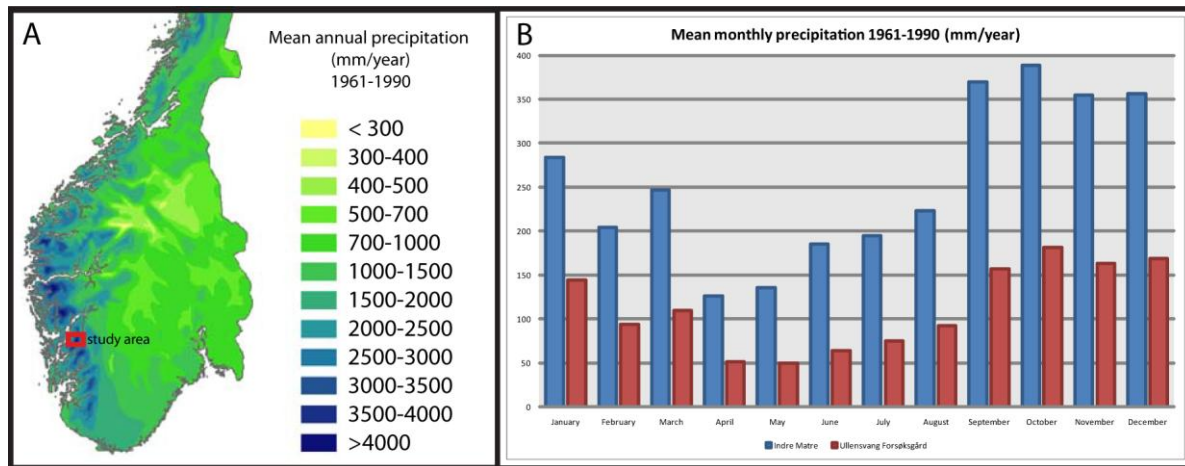 A
Mean annual precipitation
(mm/year)
1961-1990
< 300
300-400
400-500
500-700
700-1000
1000-1500
1500-2000
2000-2500
2500-3000
3000-3500
3500-4000
>4000
study area
B
Mean monthly precipitation 1961-1990 (mm/year)
450
400
350
300
250
200
150
100
50
0
January February March April May June July August September October November December
Indre Matre Ullensvang Forsøksgård